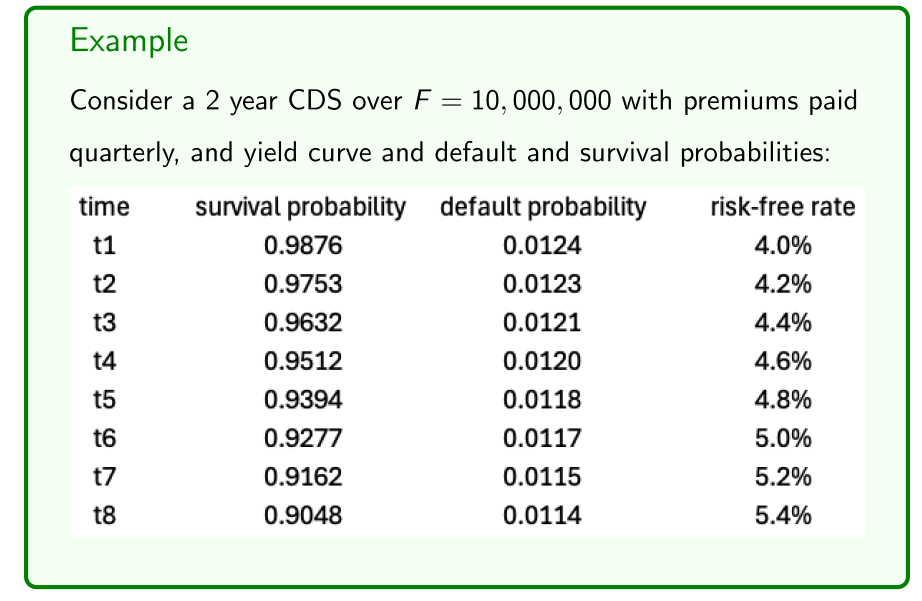 Example
Consider a 2 year CDS over F = 10,000,000 with premiums paid
quarterly, and yield curve and default and survival probabilities:
time survival probability default probability risk-free rate
t1 0.9876 0.0124 4.0%
t2 0.9753 0.0123 4.2%
t3 0.9632 0.0121 4.4%
t4 0.9512 0.0120 4.6%
t5 0.9394 0.0118 4.8%
t6 0.9277 0.0117 5.0%
t7 0.9162 0.0115 5.2%
t8 0.9048 0.0114 5.4%